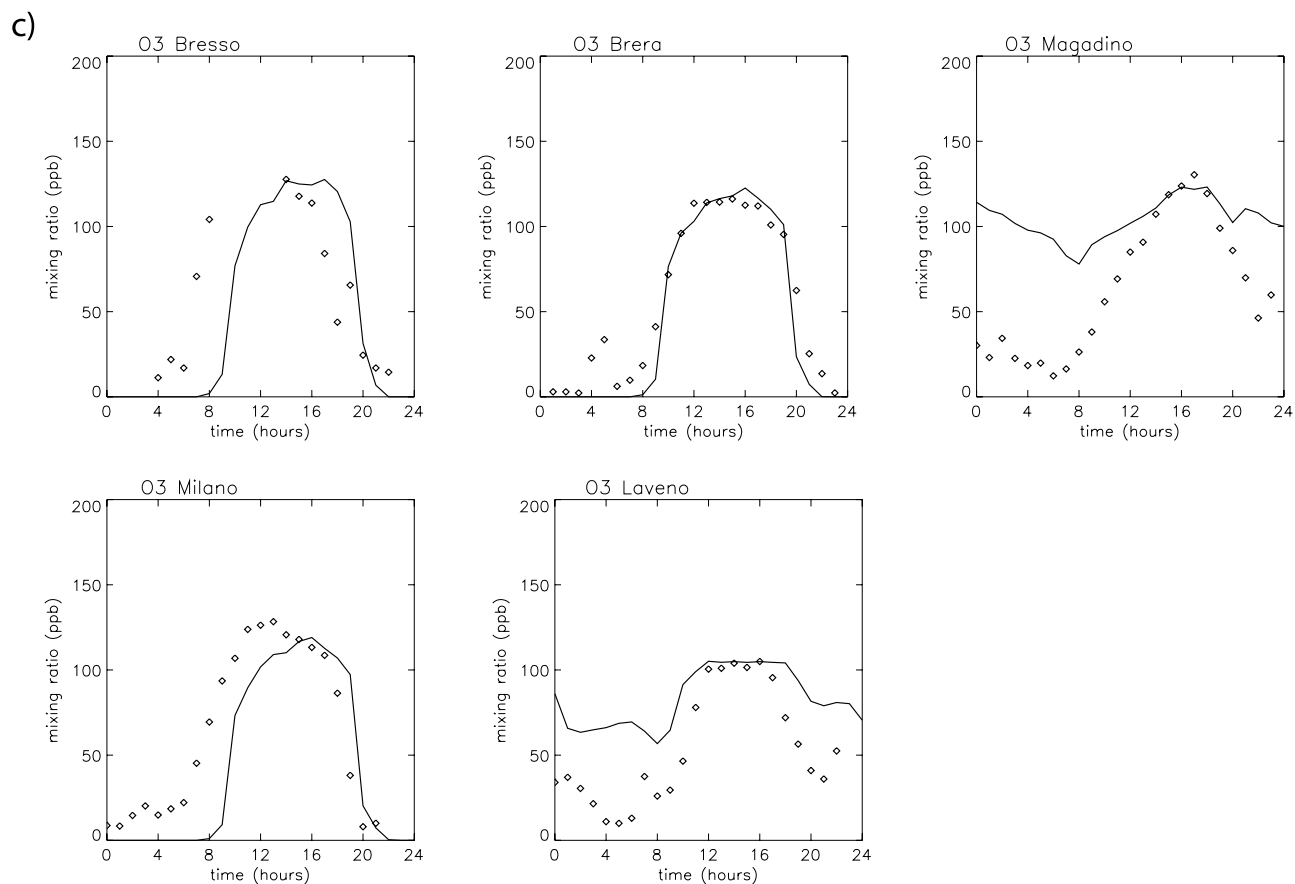 c)
O3 Bresso
200
150
100
50
0
mixing ratio (ppb)
0 4 8 12 16 20 24
time (hours)
O3 Brera
200
150
100
50
0
mixing ratio (ppb)
0 4 8 12 16 20 24
time (hours)
O3 Magadino
200
150
100
50
0
mixing ratio (ppb)
0 4 8 12 16 20 24
time (hours)
O3 Milano
200
150
100
50
0
mixing ratio (ppb)
0 4 8 12 16 20 24
time (hours)
O3 Laveno
200
150
100
50
0
mixing ratio (ppb)
0 4 8 12 16 20 24
time (hours)